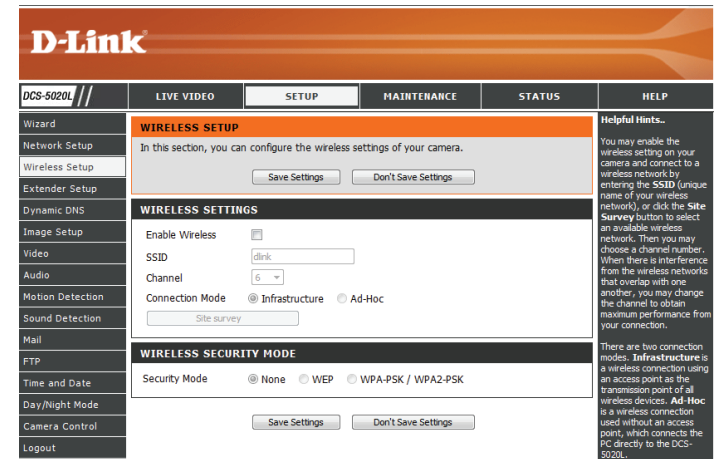 D-Link
DCS-5020L // LIVE VIDEO SETUP MAINTENANCE STATUS HELP
Wizard
Network Setup
Wireless Setup
Extender Setup
Dynamic DNS
Image Setup
Video
Audio
Motion Detection
Sound Detection
Mail
FTP
Time and Date
Day/Night Mode
Camera Control
Logout
WIRELESS SETUP
In this section, you can configure the wireless settings of your camera.
Save Settings Don't Save Settings
WIRELESS SETTINGS
Enable Wireless
SSID dlink
Channel 6
Connection Mode Infrastructure Ad-Hoc
Site survey
WIRELESS SECURITY MODE
Security Mode None WEP WPA-PSK / WPA2-PSK
Save Settings Don't Save Settings
Helpful Hints..
You may enable the
wireless setting on your
camera and connect to a
wireless network by
entering the SSID (unique
name of your wireless
network), or click the Site
Survey button to select
an available wireless
network. Then you may
choose a channel number.
When there is interference
from the wireless networks
that overlap with one
another, you may change
the channel to obtain
maximum performance from
your connection.
There are two connection
modes. Infrastructure is
a wireless connection using
an access point as the
transmission point of all
wireless devices. Ad-Hoc
is a wireless connection
used without an access
point, which connects the
PC directly to the DCS-
5020L.